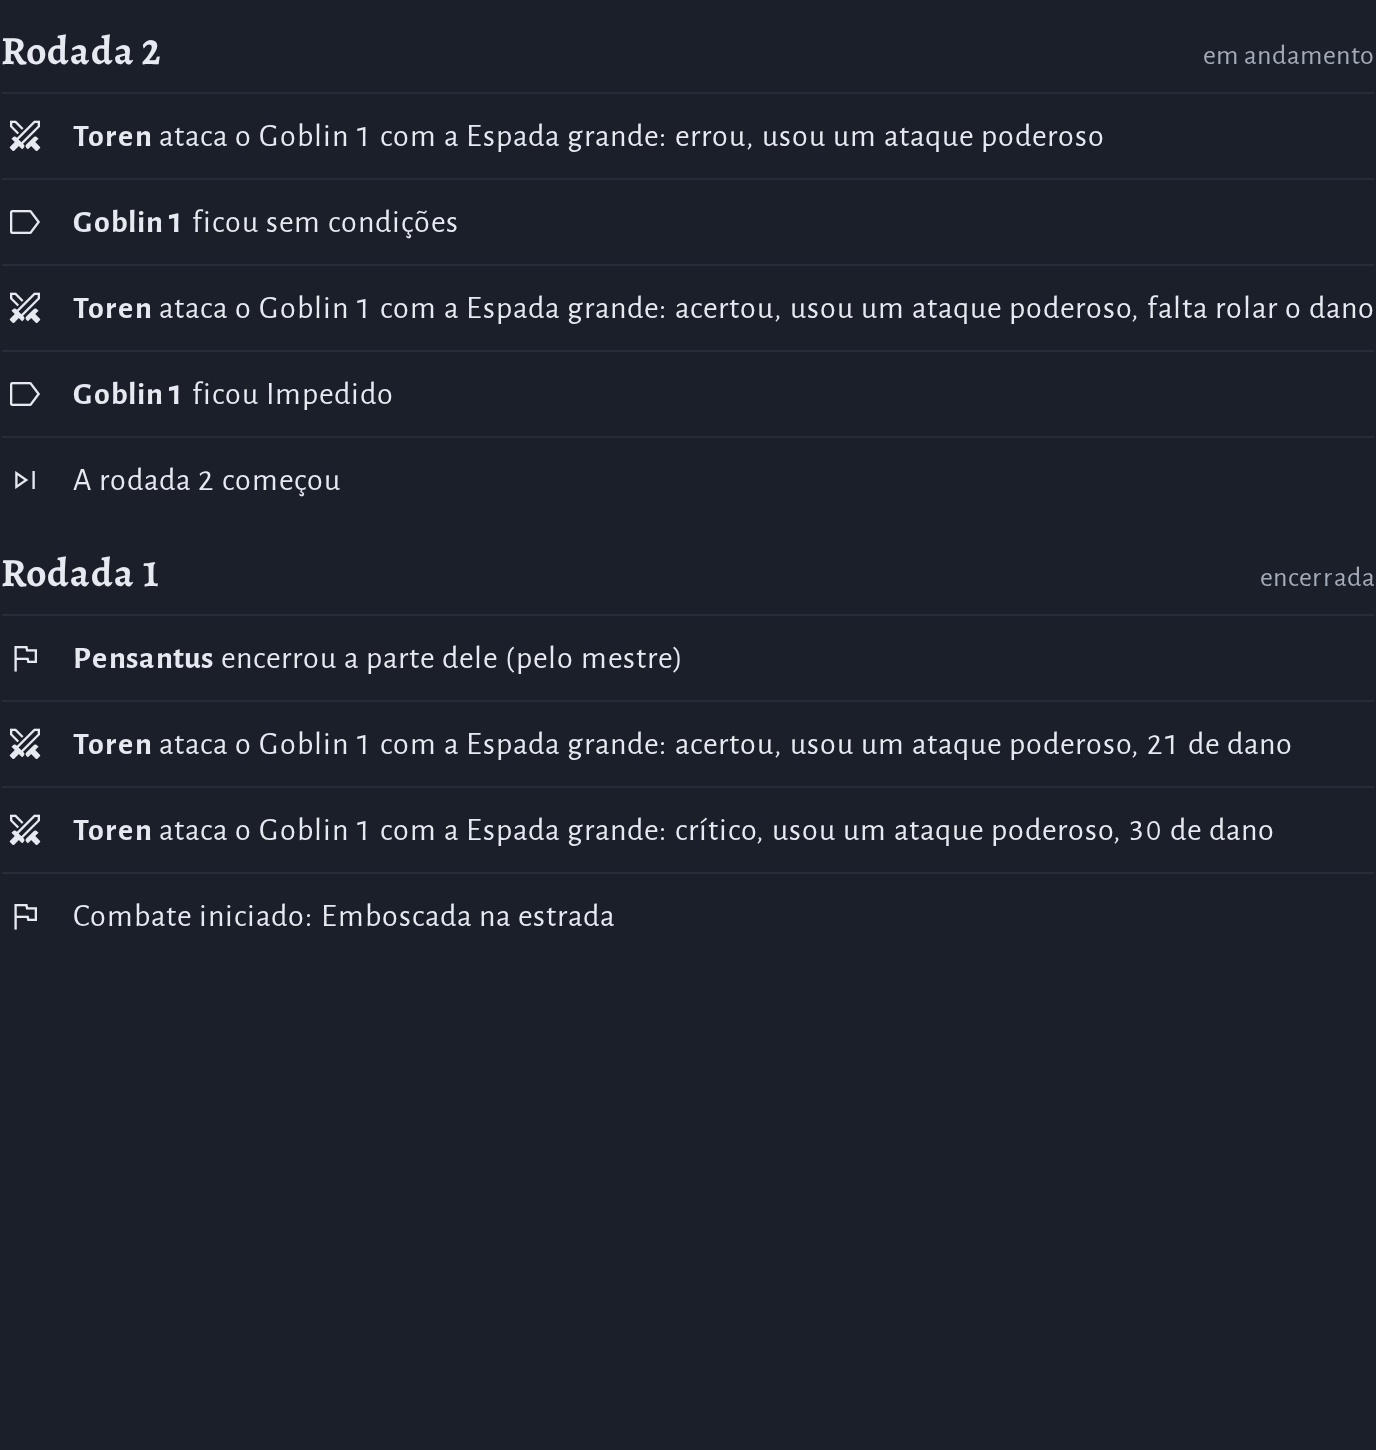 Rodada 2
em andamento
Toren ataca o Goblin 1 com a Espada grande: errou, usou um ataque poderoso
Goblin 1 ficou sem condições
Toren ataca o Goblin 1 com a Espada grande: acertou, usou um ataque poderoso, falta rolar o dano
Goblin 1 ficou Impedido
A rodada 2 começou
Rodada 1
encerrada
Pensantus encerrou a parte dele (pelo mestre)
Toren ataca o Goblin 1 com a Espada grande: acertou, usou um ataque poderoso, 21 de dano
Toren ataca o Goblin 1 com a Espada grande: crítico, usou um ataque poderoso, 30 de dano
Combate iniciado: Emboscada na estrada